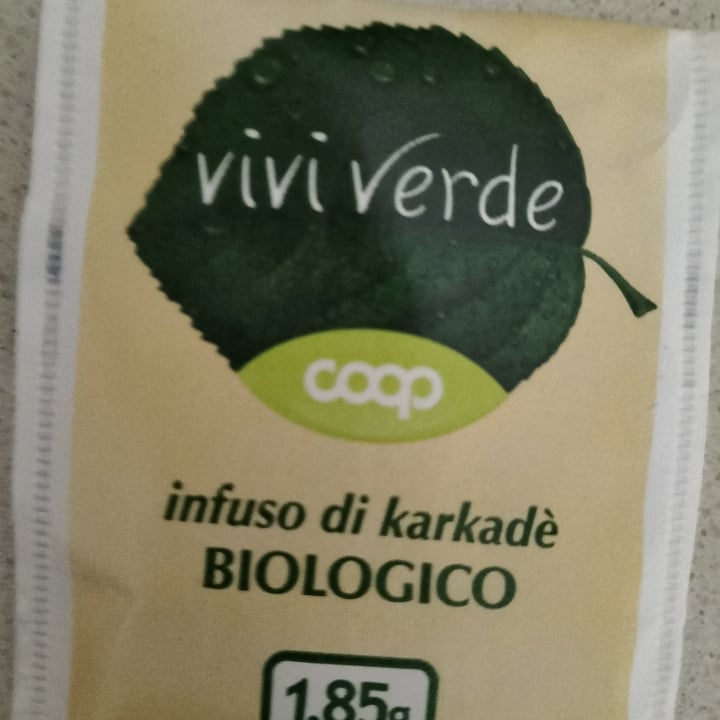 vivi verde
coop
infuso di karkadè
BIOLOGICO
1,85g